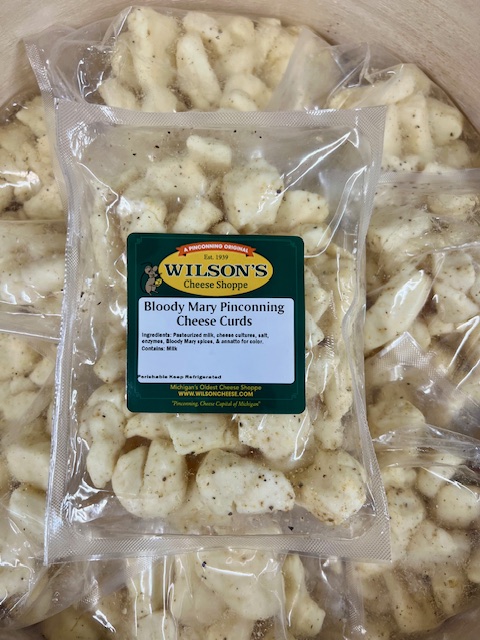 A PINCONNING ORIGINAL
Est. 1939
WILSON'S
Cheese Shoppe
Bloody Mary Pinconning
Cheese Curds
Ingredients: Pasteurized milk, cheese cultures, salt,
enzymes, Bloody Mary spices, & annatto for color.
Contains: Milk
Perishable Keep Refrigerated
Michigan's Oldest Cheese Shoppe
WWW.WILSONCHEESE.COM
"Pinconning, Cheese Capital of Michigan"